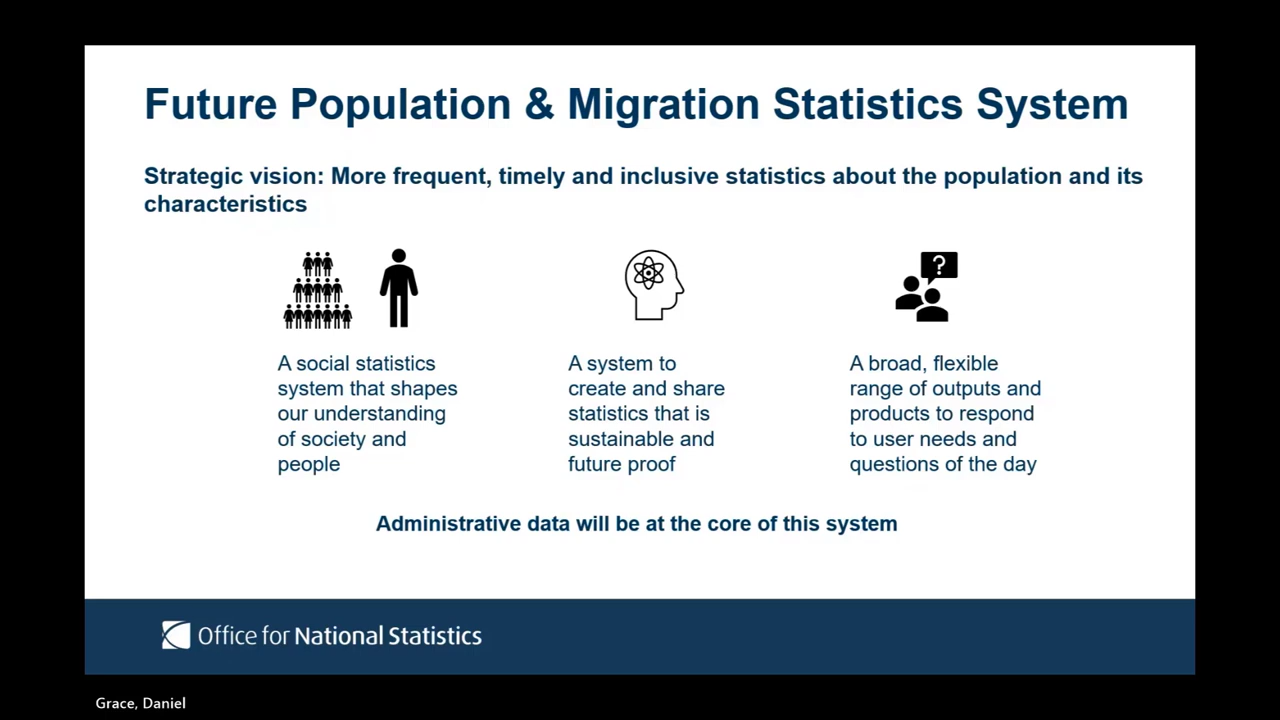 Future Population & Migration Statistics System
Strategic vision: More frequent, timely and inclusive statistics about the population and its
characteristics
?
A social statistics
system that shapes
our understanding
of society and
people
A system to
create and share
statistics that is
sustainable and
future proof
A broad, flexible
range of outputs and
products to respond
to user needs and
questions of the day
Administrative data will be at the core of this system
Office for National Statistics
Grace, Daniel